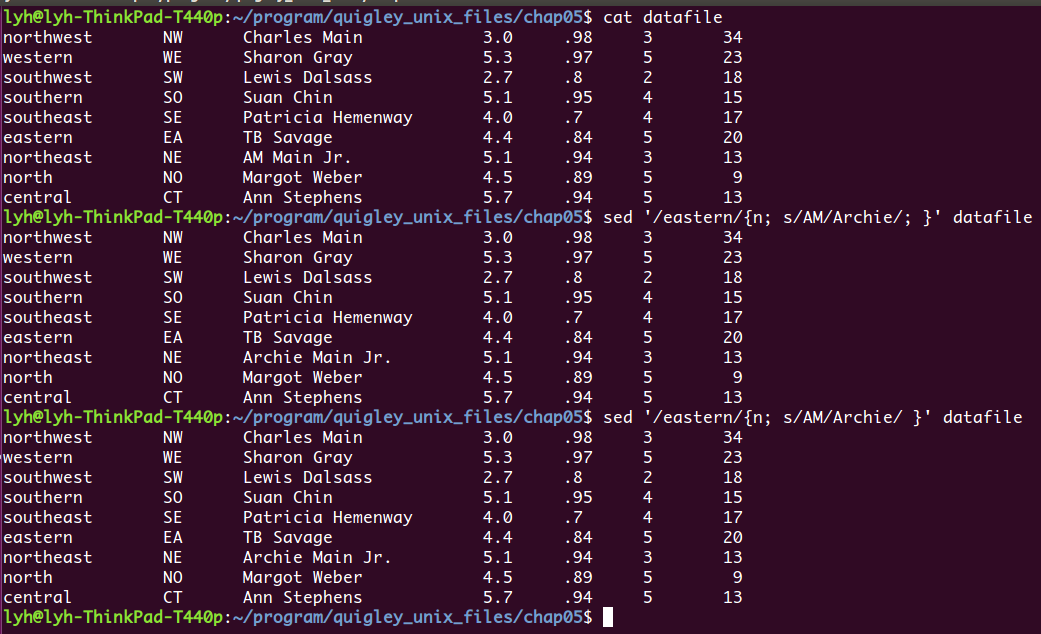 lyh@lyh-ThinkPad-T440p:~/program/quigley_unix_files/chap05$ cat datafile
northwest NW Charles Main 3.0 .98 3 34
western WE Sharon Gray 5.3 .97 5 23
southwest SW Lewis Dalsass 2.7 .8 2 18
southern SO Suan Chin 5.1 .95 4 15
southeast SE Patricia Hemenway 4.0 .7 4 17
eastern EA TB Savage 4.4 .84 5 20
northeast NE AM Main Jr. 5.1 .94 3 13
north NO Margot Weber 4.5 .89 5 9
central CT Ann Stephens 5.7 .94 5 13
lyh@lyh-ThinkPad-T440p:~/program/quigley_unix_files/chap05$ sed '/eastern/{n; s/AM/Archie/; }' datafile
northwest NW Charles Main 3.0 .98 3 34
western WE Sharon Gray 5.3 .97 5 23
southwest SW Lewis Dalsass 2.7 .8 2 18
southern SO Suan Chin 5.1 .95 4 15
southeast SE Patricia Hemenway 4.0 .7 4 17
eastern EA TB Savage 4.4 .84 5 20
northeast NE Archie Main Jr. 5.1 .94 3 13
north NO Margot Weber 4.5 .89 5 9
central CT Ann Stephens 5.7 .94 5 13
lyh@lyh-ThinkPad-T440p:~/program/quigley_unix_files/chap05$ sed '/eastern/{n; s/AM/Archie/ }' datafile
northwest NW Charles Main 3.0 .98 3 34
western WE Sharon Gray 5.3 .97 5 23
southwest SW Lewis Dalsass 2.7 .8 2 18
southern SO Suan Chin 5.1 .95 4 15
southeast SE Patricia Hemenway 4.0 .7 4 17
eastern EA TB Savage 4.4 .84 5 20
northeast NE Archie Main Jr. 5.1 .94 3 13
north NO Margot Weber 4.5 .89 5 9
central CT Ann Stephens 5.7 .94 5 13
lyh@lyh-ThinkPad-T440p:~/program/quigley_unix_files/chap05$